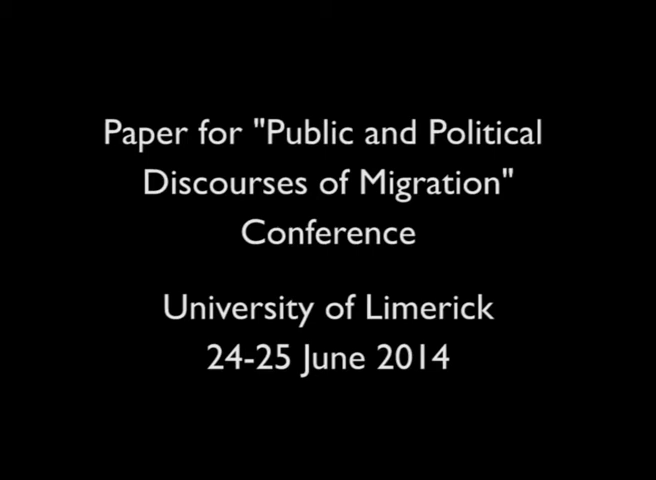 Paper for "Public and Political
Discourses of Migration"
Conference
University of Limerick
24-25 June 2014